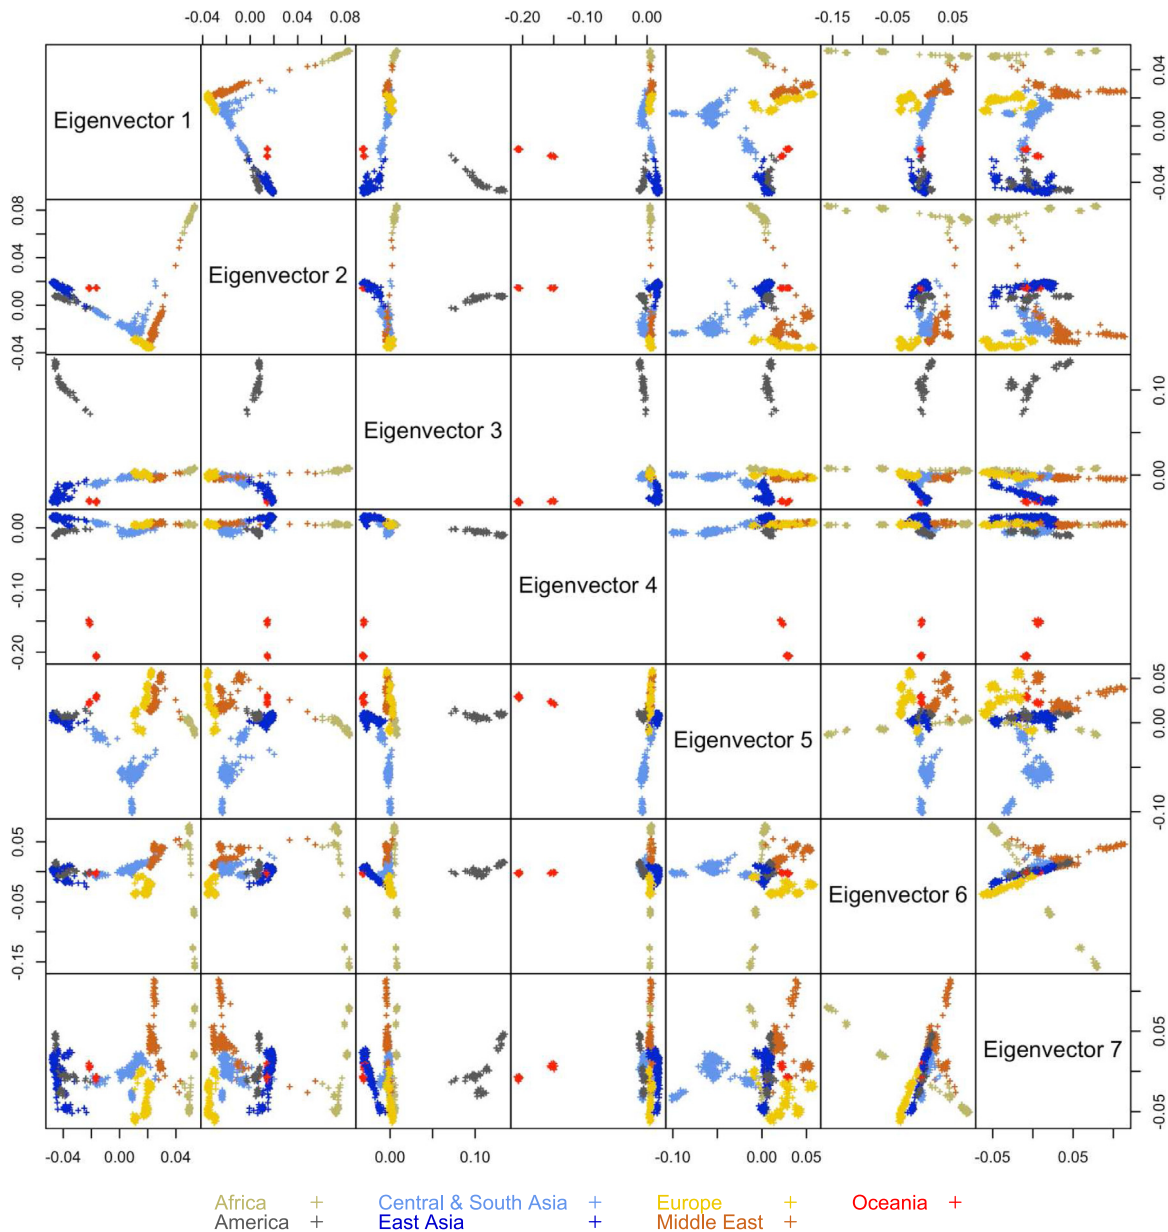 -0.04 0.00 0.04 0.08 -0.20 -0.10 0.00 -0.15 -0.05 0.05
Eigenvector 1
-0.04 0.00 0.04
Eigenvector 2
-0.04 0.00 0.04 0.08
Eigenvector 3
0.00 0.10
Eigenvector 4
-0.20 -0.10 0.00
Eigenvector 5
-0.10 0.00 0.05
Eigenvector 6
-0.15 -0.05 0.05
Eigenvector 7
-0.05 0.05
-0.04 0.00 0.04 0.00 0.10 -0.10 0.00 0.05 -0.05 0.05
Africa + Central & South Asia + Europe + Oceania +
America + East Asia + Middle East +